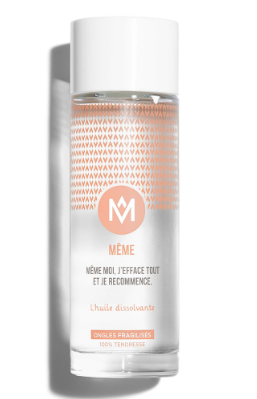 MÊME
MÊME MOI, J'EFFACE TOUT
ET JE RECOMMENCE.
L'huile dissolvante
ONGLES FRAGILISÉS
100% TENDRESSE